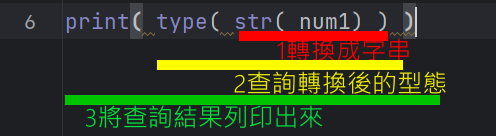 6 print( type( str( num1) ) )
1轉換成字串
2查詢轉換後的型態
3將查詢結果列印出來